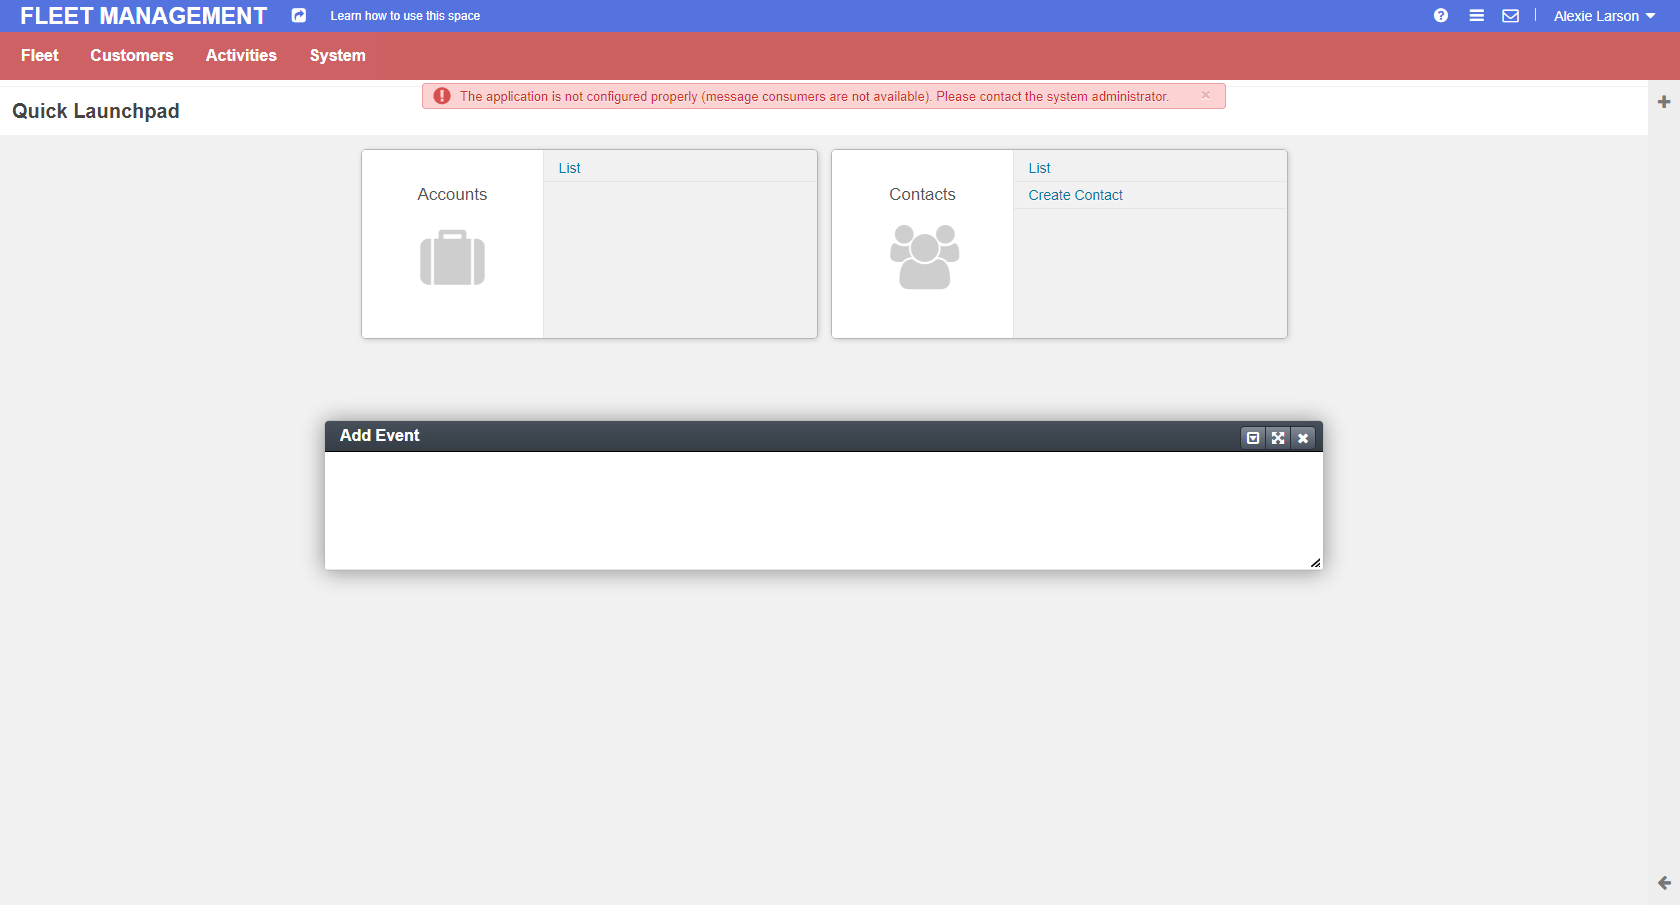 FLEET MANAGEMENT
Learn how to use this space
Alexie Larson
Fleet
Customers
Activities
System
The application is not configured properly (message consumers are not available). Please contact the system administrator.
Quick Launchpad
Accounts
List
Contacts
List
Create Contact
Add Event